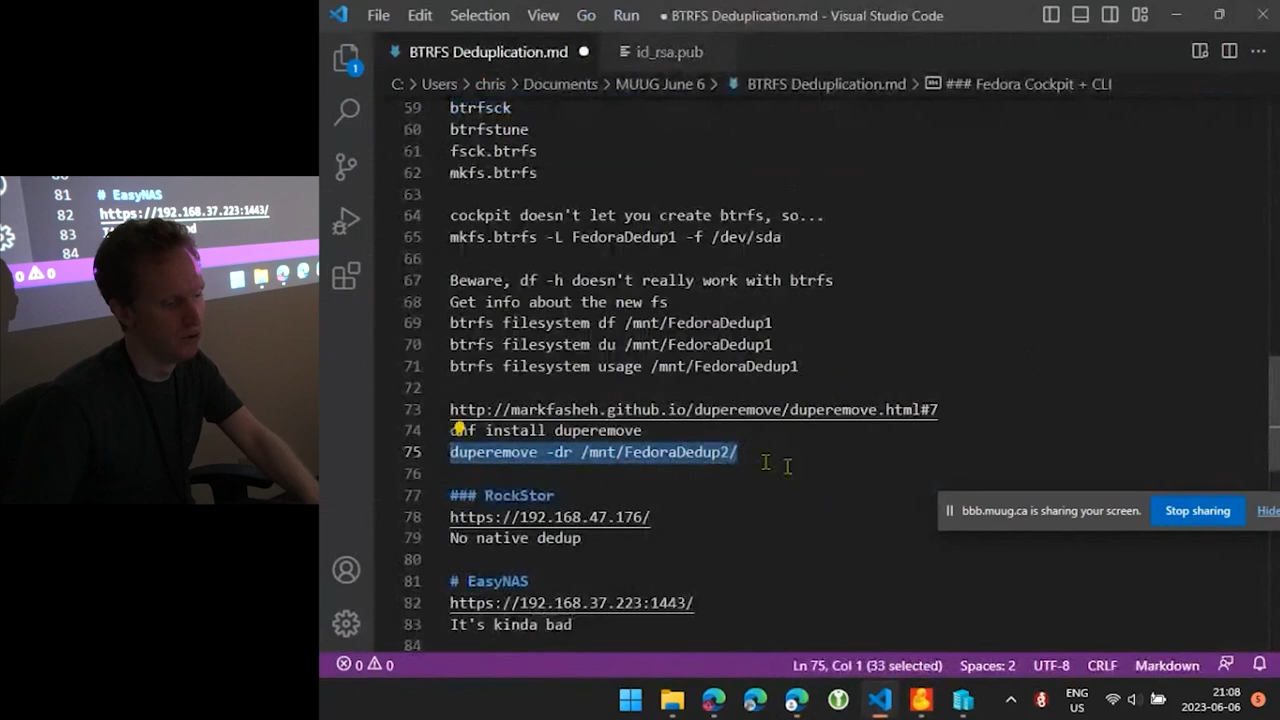 File Edit Selection View Go Run
BTRFS Deduplication.md - Visual Studio Code
BTRFS Deduplication.md
id_rsa.pub
C: > Users > chris > Documents > MUUG June 6 > BTRFS Deduplication.md > ### Fedora Cockpit + CLI
1
59 btrfsck
60 btrfstune
61 fsck.btrfs
62 mkfs.btrfs
63
64 cockpit doesn't let you create btrfs, so...
65 mkfs.btrfs -L FedoraDedup1 -f /dev/sda
66
67 Beware, df -h doesn't really work with btrfs
68 Get info about the new fs
69 btrfs filesystem df /mnt/FedoraDedup1
70 btrfs filesystem du /mnt/FedoraDedup1
71 btrfs filesystem usage /mnt/FedoraDedup1
72
73 http://markfasheh.github.io/duperemove/duperemove.html#7
74 dnf install duperemove
75 duperemove -dr /mnt/FedoraDedup2/
76
77 ### RockStor
78 https://192.168.47.176/
79 No native dedup
80
81 # EasyNAS
82 https://192.168.37.223:1443/
83 It's kinda bad
84
bbb.muug.ca is sharing your screen.
Stop sharing
Hide
0 0
Ln 75, Col 1 (33 selected) Spaces: 2 UTF-8 CRLF Markdown
ENG
US
21:08
2023-06-06
5
81 # EasyNAS
82 https://192.168.37.223:1443/
83
84
0 0